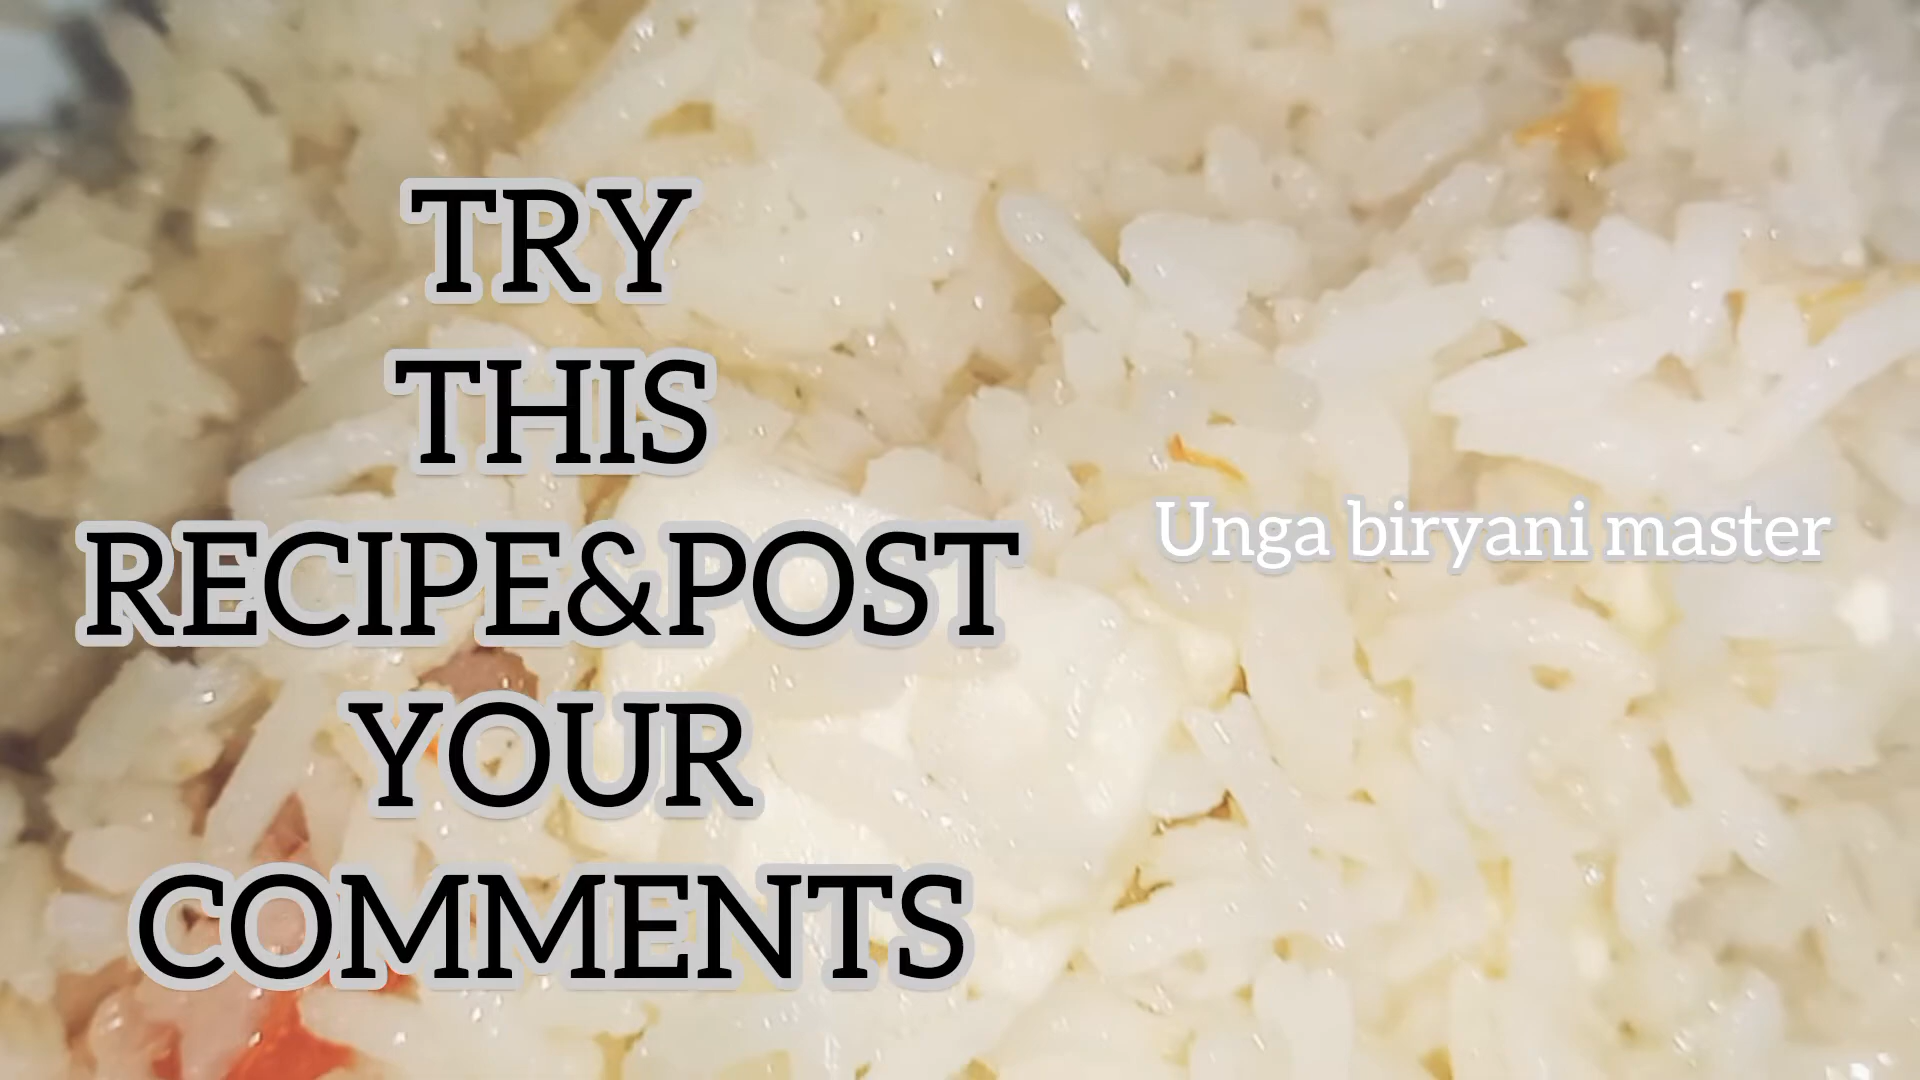 TRY
THIS
RECIPE&POST
YOUR
COMMENTS
Unga biryani master